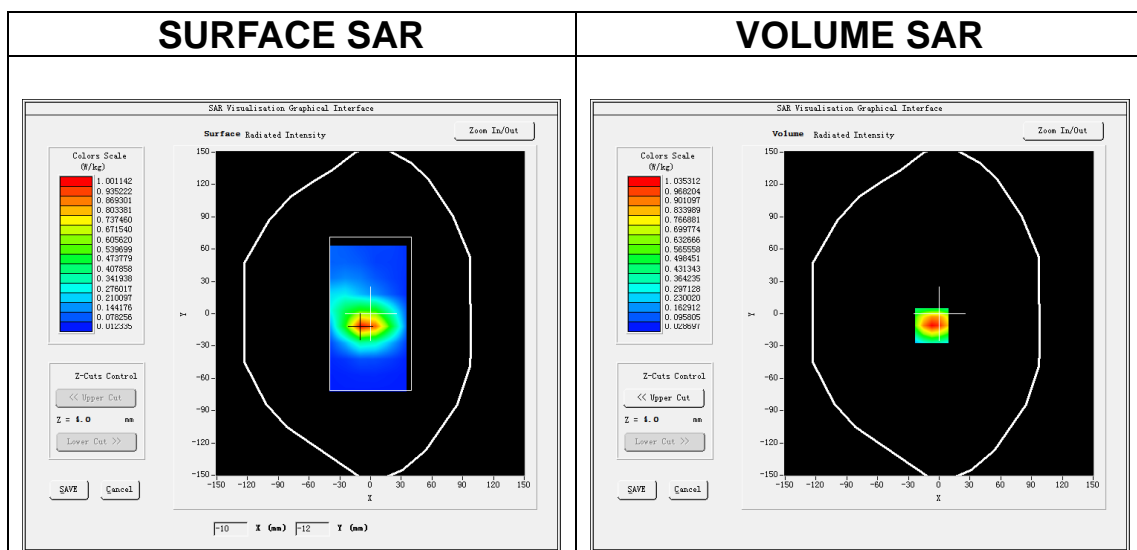 SURFACE SAR
VOLUME SAR
SAR Visualisation Graphical Interface
Surface Radiated Intensity
Zoom In/Out
Colors Scale
(W/kg)
1.001142
0.935222
0.869301
0.803381
0.737460
0.671540
0.605620
0.539699
0.473779
0.407858
0.341938
0.276017
0.210097
0.144176
0.078256
0.012335
Z-Cuts Control
<< Upper Cut
Z = 4.0 mm
Lower Cut >>
SAVE
Cancel
150
120
90
60
30
0
-30
-60
-90
-120
-150
Y
-150 -120 -90 -60 -30 0 30 60 90 120 150
X
-10 X (mm) -12 Y (mm)
SAR Visualisation Graphical Interface
Volume Radiated Intensity
Zoom In/Out
Colors Scale
(W/kg)
1.035312
0.968204
0.901097
0.833989
0.766881
0.699774
0.632666
0.565558
0.498451
0.431343
0.364235
0.297128
0.230020
0.162912
0.095805
0.028697
Z-Cuts Control
<< Upper Cut
Z = 4.0 mm
Lower Cut >>
SAVE
Cancel
150
120
90
60
30
0
-30
-60
-90
-120
-150
Y
-150 -120 -90 -60 -30 0 30 60 90 120 150
X